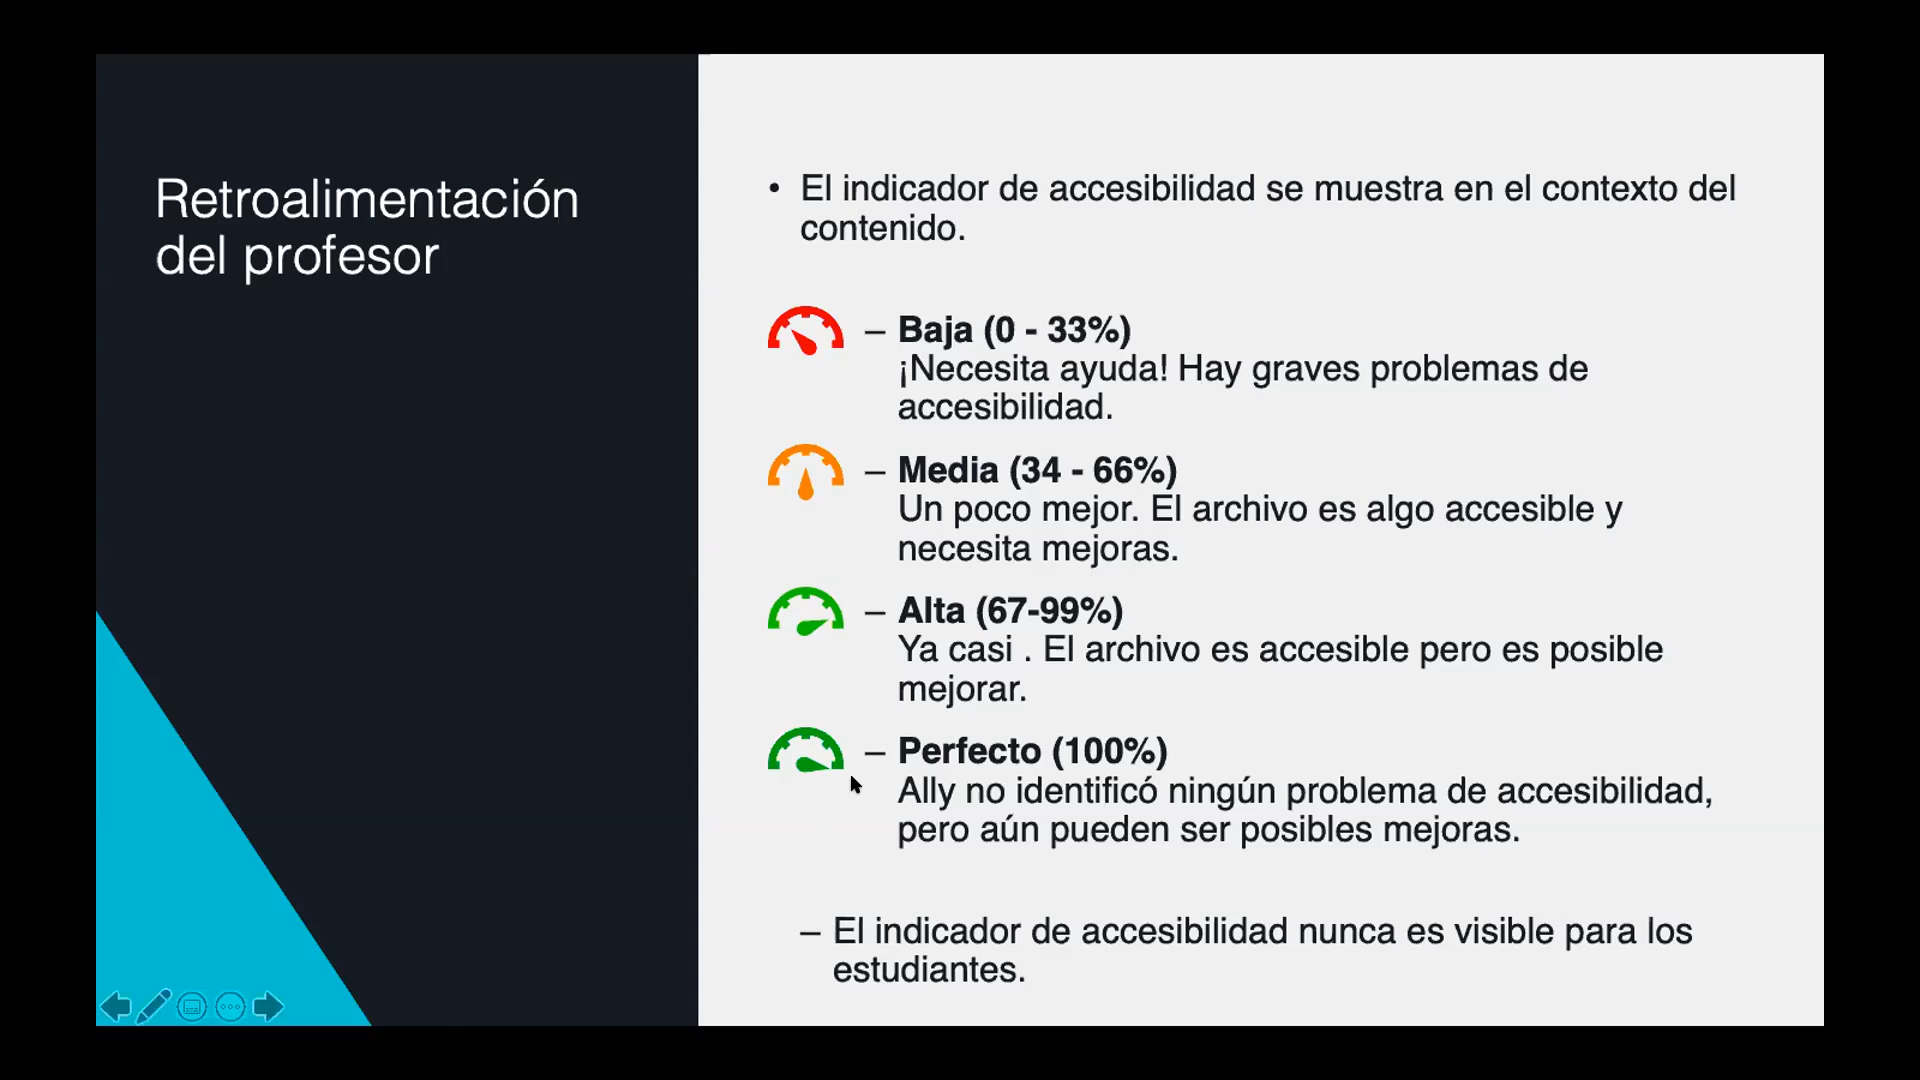 Retroalimentación
del profesor
• El indicador de accesibilidad se muestra en el contexto del
contenido.
– Baja (0 - 33%)
¡Necesita ayuda! Hay graves problemas de
accesibilidad.
– Media (34 - 66%)
Un poco mejor. El archivo es algo accesible y
necesita mejoras.
– Alta (67-99%)
Ya casi . El archivo es accesible pero es posible
mejorar.
– Perfecto (100%)
Ally no identificó ningún problema de accesibilidad,
pero aún pueden ser posibles mejoras.
– El indicador de accesibilidad nunca es visible para los
estudiantes.